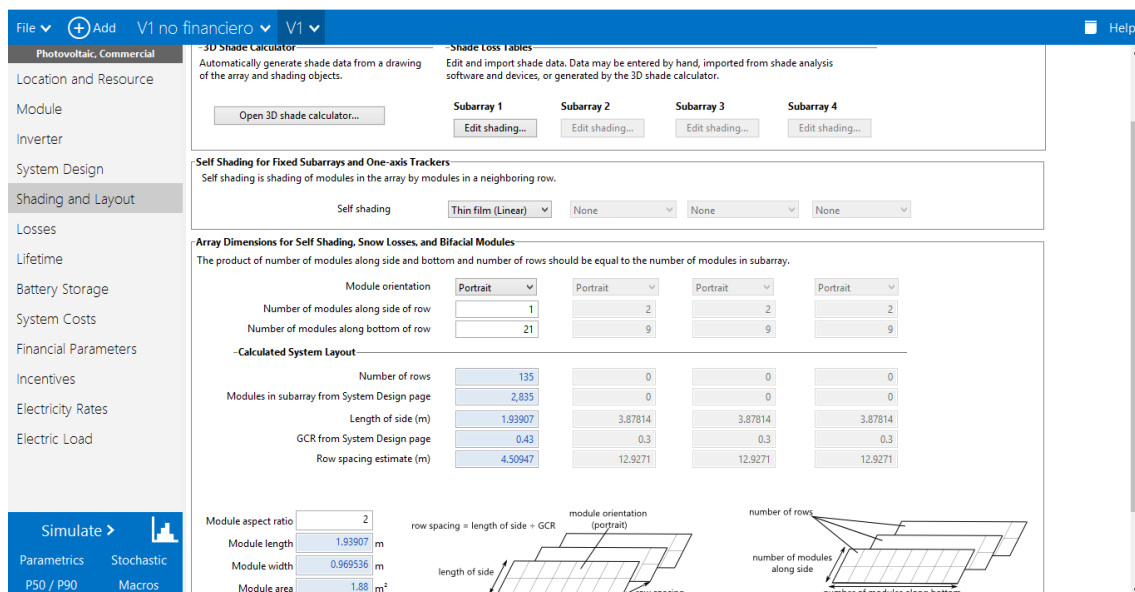 File Add V1 no financiero V1 Help
Photovoltaic, Commercial
Location and Resource
Module
Inverter
System Design
Shading and Layout
Losses
Lifetime
Battery Storage
System Costs
Financial Parameters
Incentives
Electricity Rates
Electric Load
Simulate >
Parametrics Stochastic
P50 / P90 Macros
3D Shade Calculator
Automatically generate shade data from a drawing
of the array and shading objects.
Open 3D shade calculator...
Shade Loss Tables
Edit and import shade data. Data may be entered by hand, imported from shade analysis
software and devices, or generated by the 3D shade calculator.
Subarray 1 Subarray 2 Subarray 3 Subarray 4
Edit shading... Edit shading... Edit shading... Edit shading...
Self Shading for Fixed Subarrays and One-axis Trackers
Self shading is shading of modules in the array by modules in a neighboring row.
Self shading Thin film (Linear) None None None
Array Dimensions for Self Shading, Snow Losses, and Bifacial Modules
The product of number of modules along side and bottom and number of rows should be equal to the number of modules in subarray.
Module orientation Portrait Portrait Portrait Portrait
Number of modules along side of row 1 2 2 2
Number of modules along bottom of row 21 9 9 9
Calculated System Layout
Number of rows 135 0 0 0
Modules in subarray from System Design page 2,835 0 0 0
Length of side (m) 1.93907 3.87814 3.87814 3.87814
GCR from System Design page 0.43 0.3 0.3 0.3
Row spacing estimate (m) 4.50947 12.9271 12.9271 12.9271
Module aspect ratio 2
Module length 1.93907 m
Module width 0.969536 m
Module area 1.88 m²
row spacing = length of side ÷ GCR
module orientation
(portrait)
length of side
row spacing
number of rows
number of modules
along side
number of modules along bottom